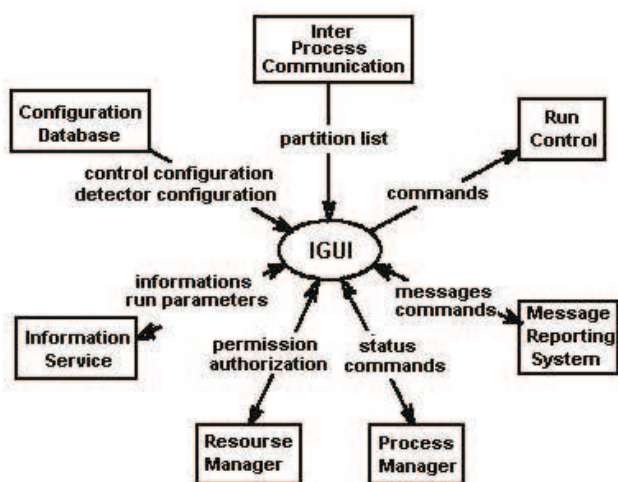 Inter
Process
Communication
Configuration
Database
Run
Control
partition list
control configuration
detector configuration
commands
IGUI
informations
run parameters
messages
commands
Information
Service
Message
Reporting
System
permission
authorization
status
commands
Resourse
Manager
Process
Manager